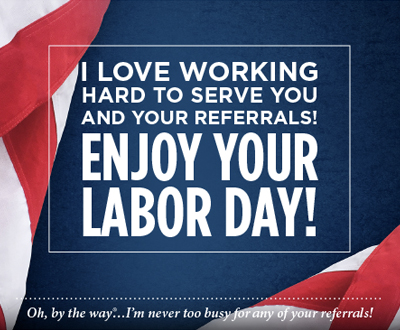 I LOVE WORKING
HARD TO SERVE YOU
AND YOUR REFERRALS!
ENJOY YOUR
LABOR DAY!
Oh, by the way®...I'm never too busy for any of your referrals!